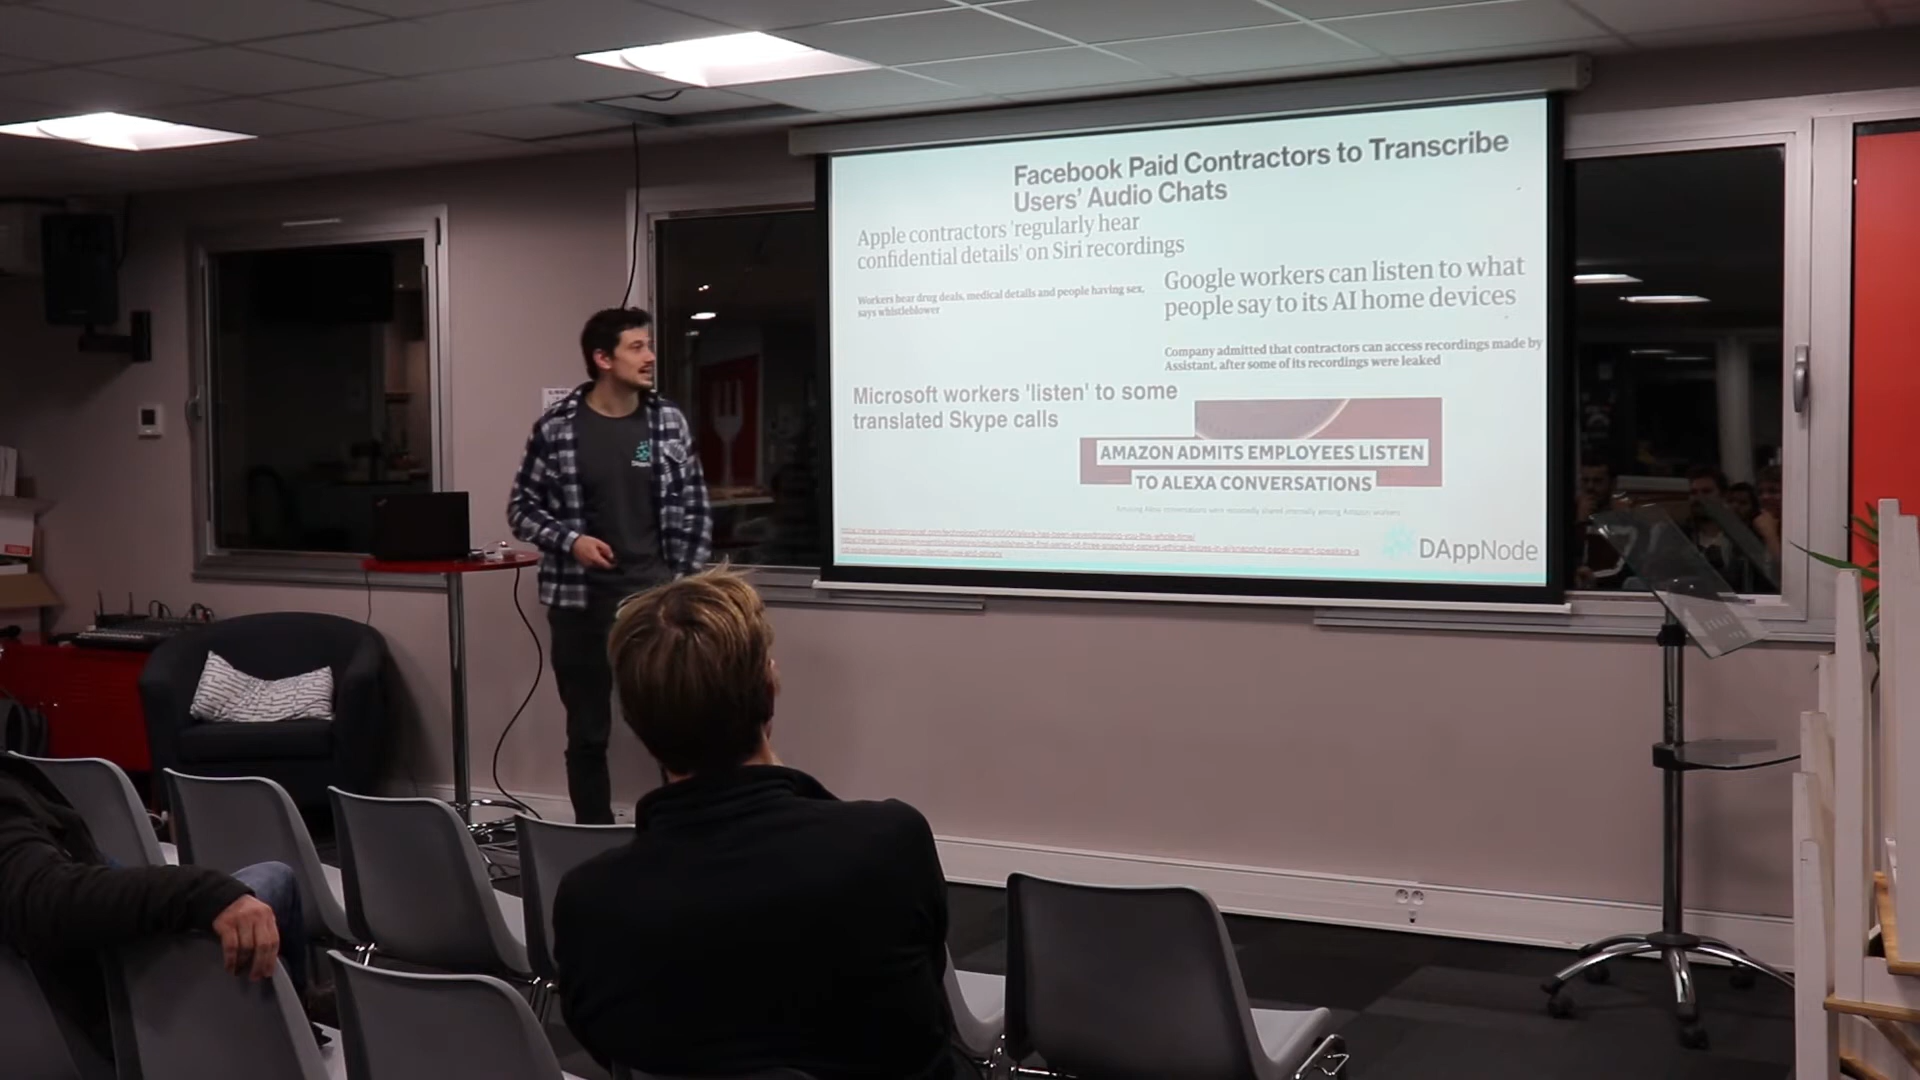 Facebook Paid Contractors to Transcribe
Users' Audio Chats
Apple contractors 'regularly hear
confidential details' on Siri recordings
Workers hear drug deals, medical details and people having sex,
says whistleblower
Google workers can listen to what
people say to its AI home devices
Company admitted that contractors can access recordings made by
Assistant, after some of its recordings were leaked
Microsoft workers 'listen' to some
translated Skype calls
AMAZON ADMITS EMPLOYEES LISTEN
TO ALEXA CONVERSATIONS
DAppNode